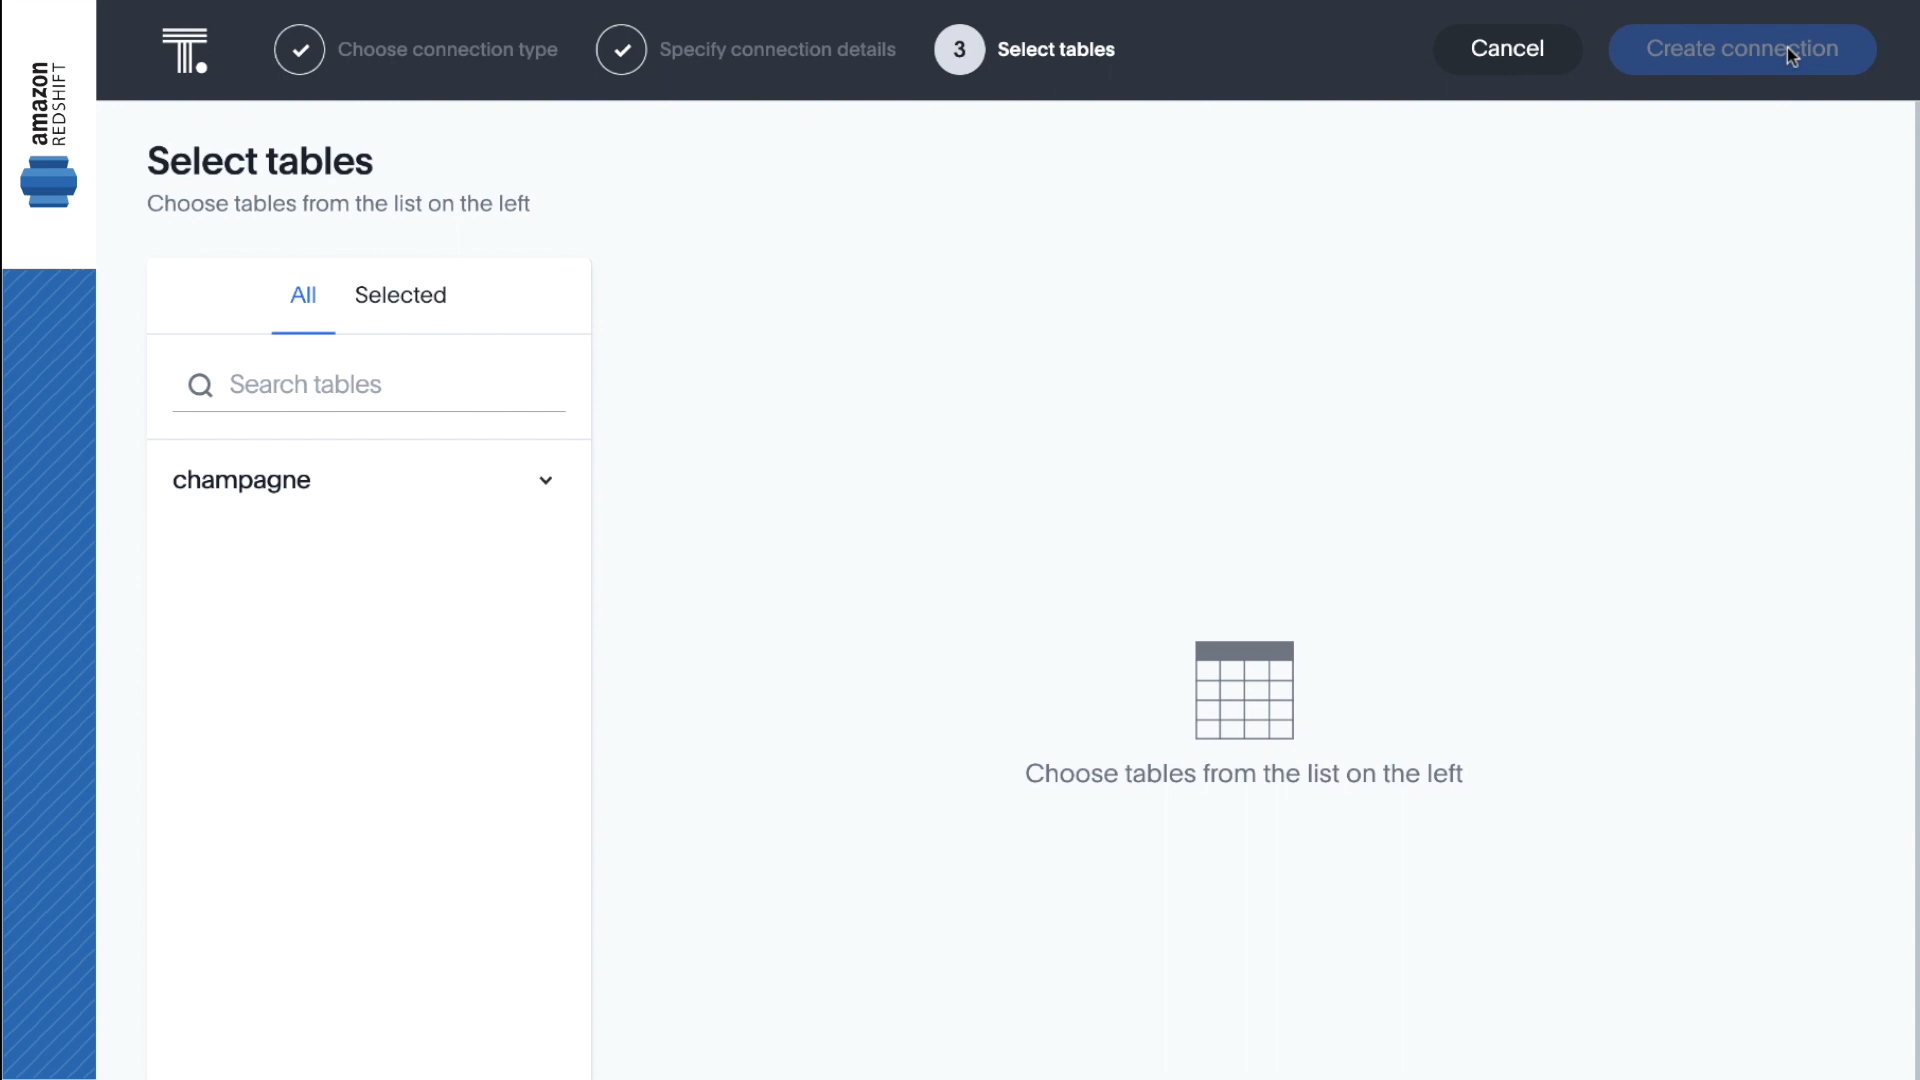 amazon
REDSHIFT
T.
Choose connection type
Specify connection details
3
Select tables
Cancel
Create connection
Select tables
Choose tables from the list on the left
All
Selected
Search tables
champagne
Choose tables from the list on the left